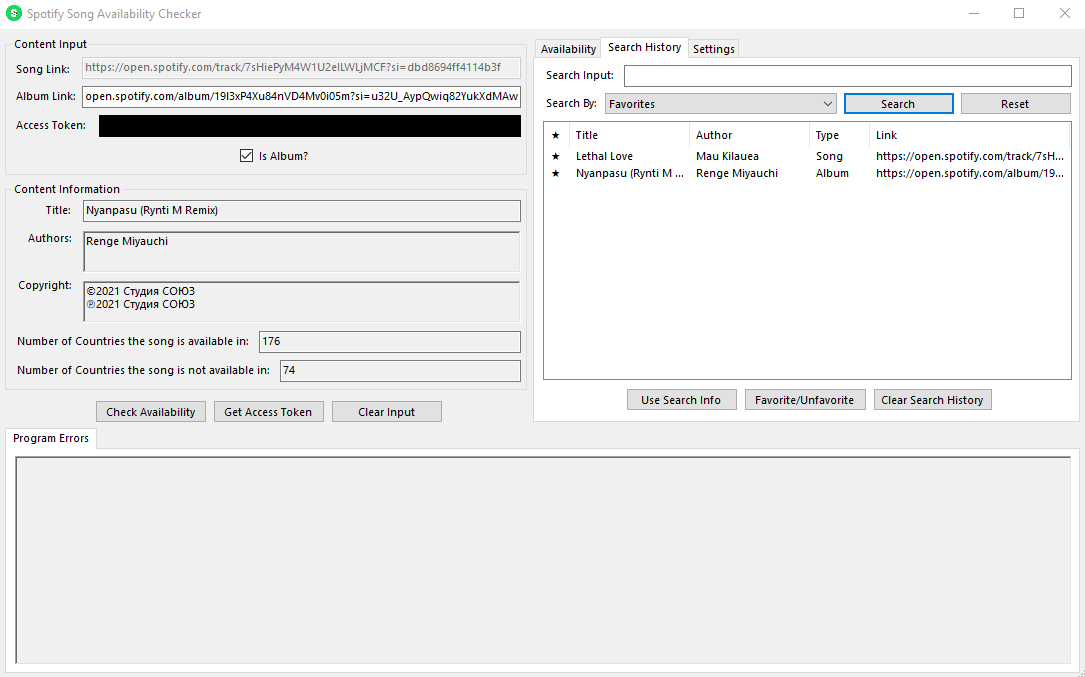 Spotify Song Availability Checker
Content Input
Song Link: https://open.spotify.com/track/7sHiePyM4W1U2elLWLjMCF?si=dbd8694ff4114b3f
Album Link: open.spotify.com/album/19I3xP4Xu84nVD4Mv0i05m?si=u32U_AypQwiq82YukXdMAw
Access Token:
Is Album?
Content Information
Title: Nyanpasu (Rynti M Remix)
Authors: Renge Miyauchi
Copyright: ©2021 Студия СОЮЗ
℗2021 Студия СОЮЗ
Number of Countries the song is available in: 176
Number of Countries the song is not available in: 74
Check Availability Get Access Token Clear Input
Availability Search History Settings
Search Input:
Search By: Favorites Search Reset
★ Title Author Type Link
★ Lethal Love Mau Kilauea Song https://open.spotify.com/track/7sH...
★ Nyanpasu (Rynti M ... Renge Miyauchi Album https://open.spotify.com/album/19...
Use Search Info Favorite/Unfavorite Clear Search History
Program Errors